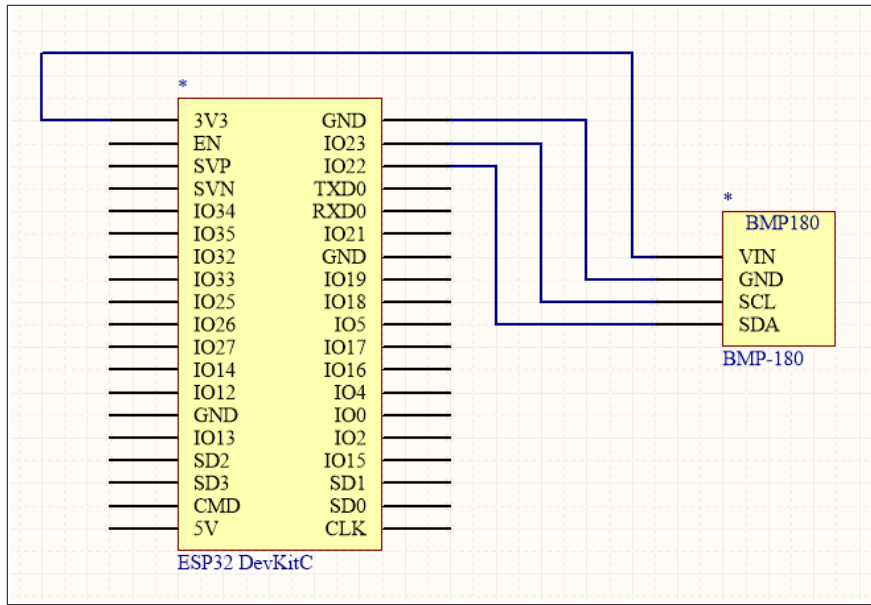 *
3V3 GND
EN IO23
SVP IO22
SVN TXD0
IO34 RXD0
IO35 IO21
IO32 GND
IO33 IO19
IO25 IO18
IO26 IO5
IO27 IO17
IO14 IO16
IO12 IO4
GND IO0
IO13 IO2
SD2 IO15
SD3 SD1
CMD SD0
5V CLK
ESP32 DevKitC
*
BMP180
VIN
GND
SCL
SDA
BMP-180